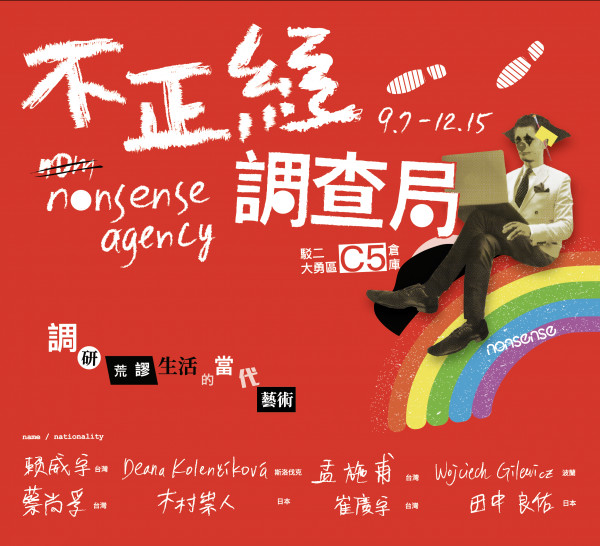 不正經
9.7-12.15
nonsense
agency
調查局
駁二
大勇區
C5
倉庫
nonsense
調研荒謬生活的當代藝術
name / nationality
賴威宇 台灣
Deana Kolenčíková 斯洛伐克
孟施甫 台灣
Wojciech Gilewicz 波蘭
蔡尚孚 台灣
木村崇人 日本
崔廣宇 台灣
田中良佑 日本